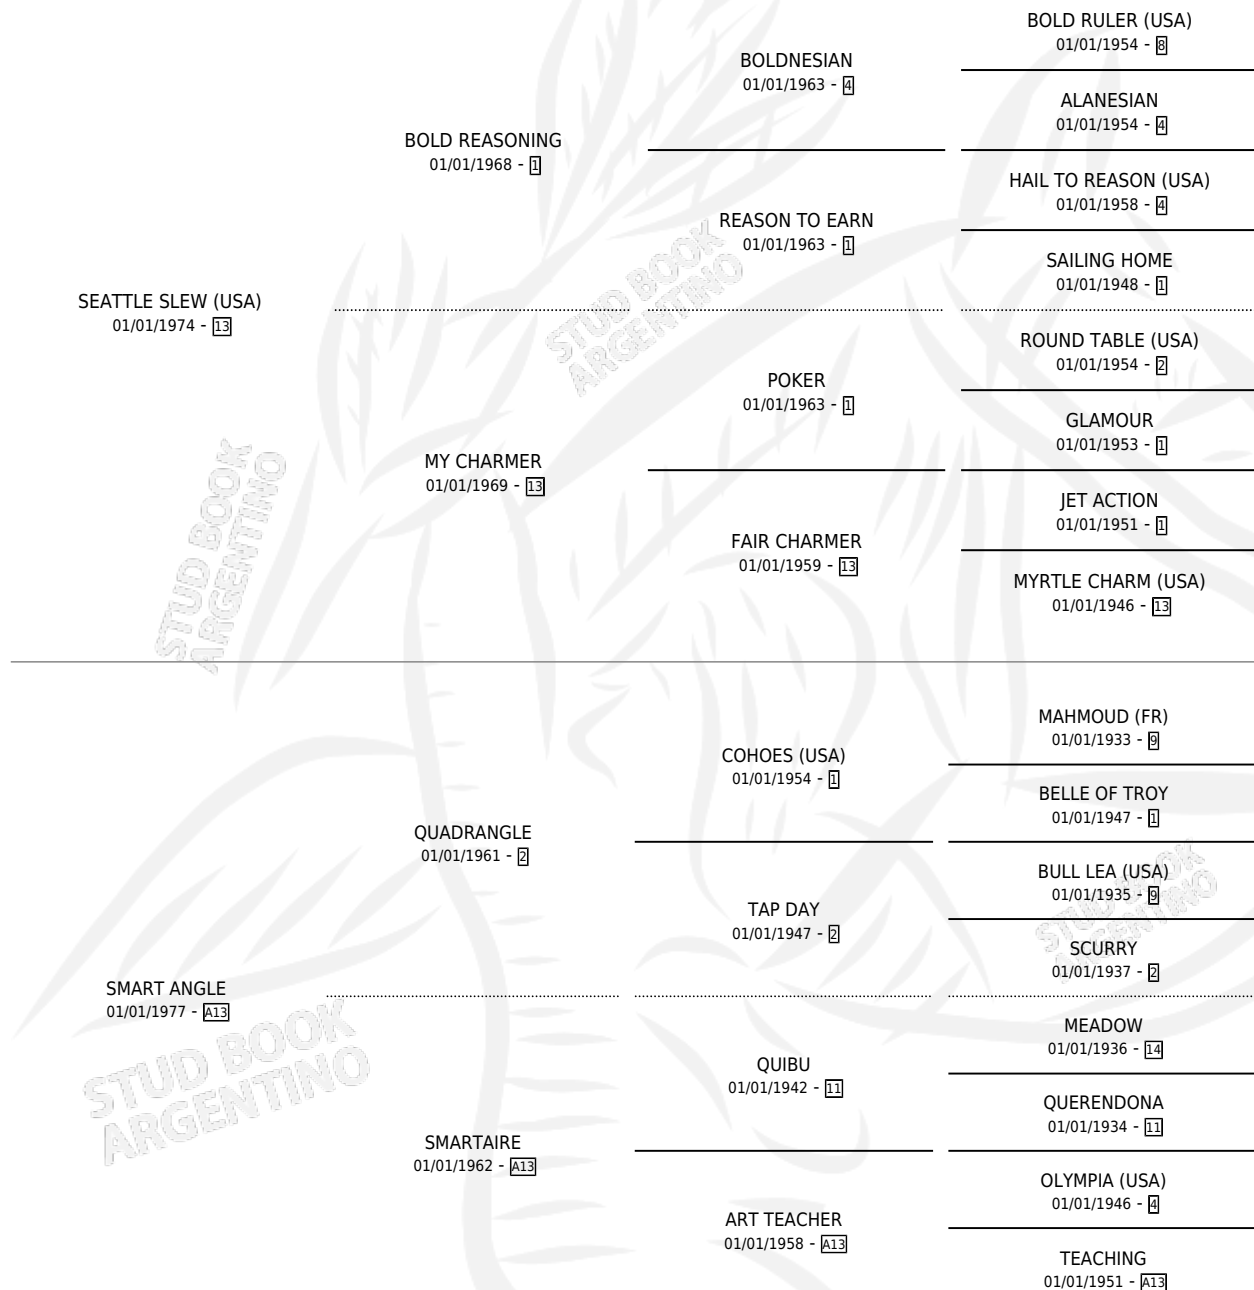 BOLD RULER (USA)
01/01/1954 - 8
BOLDNESIAN
01/01/1963 - 4
ALANESIAN
01/01/1954 - 4
BOLD REASONING
01/01/1968 - 1
HAIL TO REASON (USA)
01/01/1958 - 4
REASON TO EARN
01/01/1963 - 1
SAILING HOME
01/01/1948 - 1
SEATTLE SLEW (USA)
01/01/1974 - 13
ROUND TABLE (USA)
01/01/1954 - 2
POKER
01/01/1963 - 1
GLAMOUR
01/01/1953 - 1
MY CHARMER
01/01/1969 - 13
JET ACTION
01/01/1951 - 1
FAIR CHARMER
01/01/1959 - 13
MYRTLE CHARM (USA)
01/01/1946 - 13
MAHMOUD (FR)
01/01/1933 - 9
COHOES (USA)
01/01/1954 - 1
BELLE OF TROY
01/01/1947 - 1
QUADRANGLE
01/01/1961 - 2
BULL LEA (USA)
01/01/1935 - 9
TAP DAY
01/01/1947 - 2
SCURRY
01/01/1937 - 2
SMART ANGLE
01/01/1977 - A13
MEADOW
01/01/1936 - 14
QUIBU
01/01/1942 - 11
QUERENDONA
01/01/1934 - 11
SMARTAIRE
01/01/1962 - A13
OLYMPIA (USA)
01/01/1946 - 4
ART TEACHER
01/01/1958 - A13
TEACHING
01/01/1951 - A13
STUD BOOK
ARGENTINO
STUD BOOK
ARGENTINO
STUD BOOK
ARGENTINO
STUD BOOK
ARGENTINO